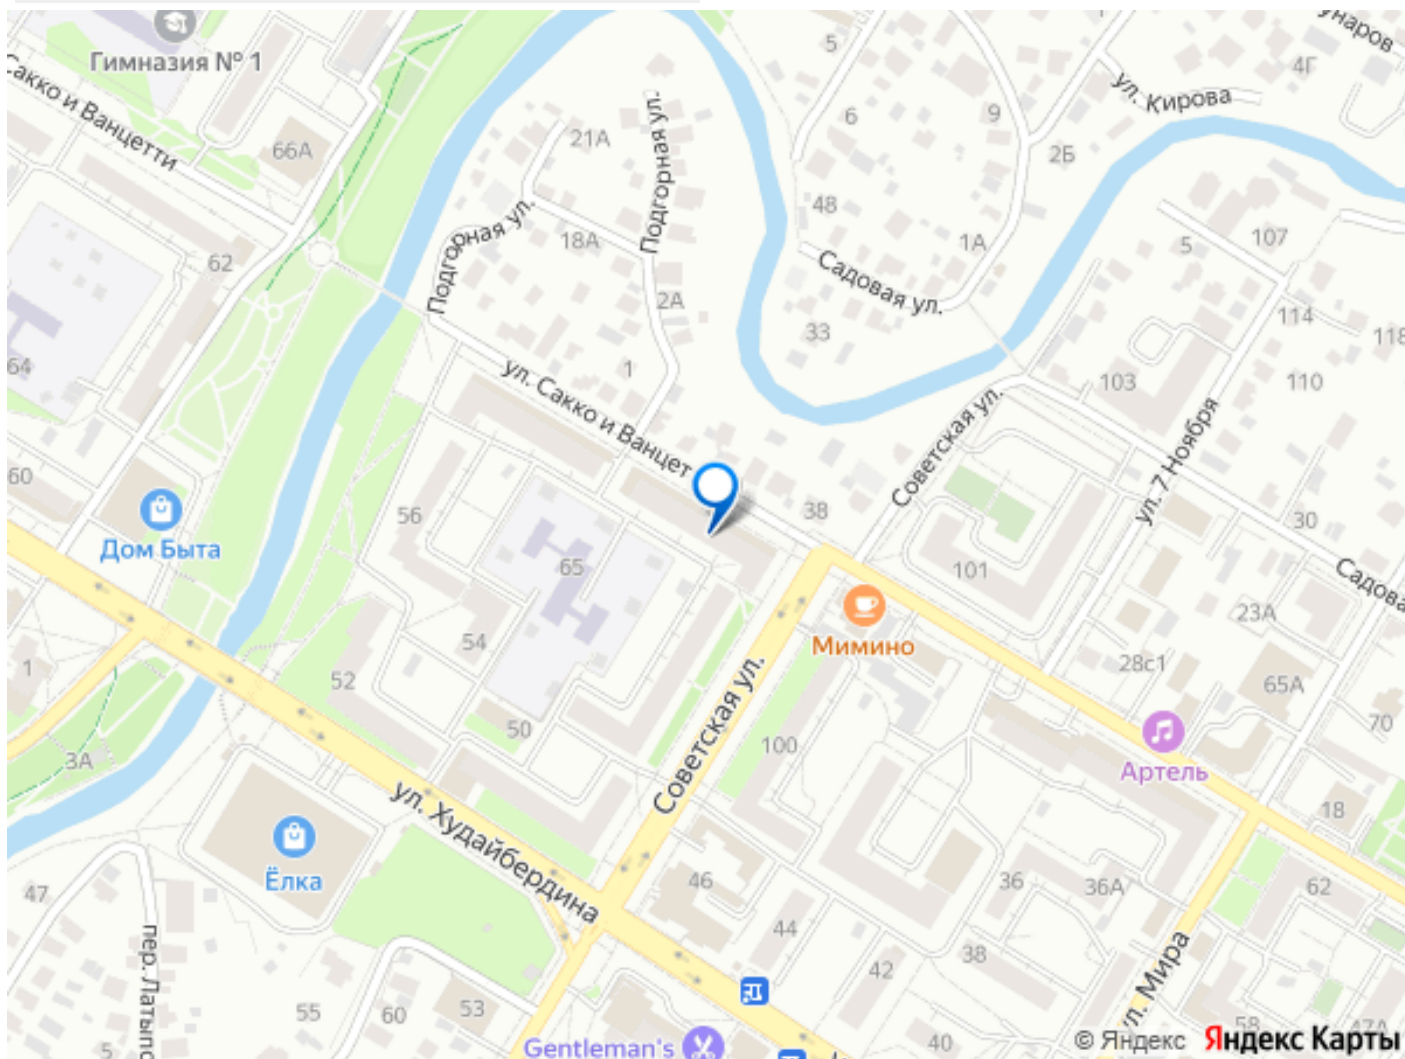 Гимназия № 1
Сакко и Ванцетти
66А
5
6
9
унаров
4Г
ул. Кирова
2Б
21А
Подгорная ул.
Подгорная ул.
18А
2А
48
1А
Садовая ул.
33
5
107
114
118
110
103
62
64
1
ул. Сакко и Ванцет
Советская ул.
ул. 7 Ноября
60
Дом Быта
56
38
30
Садова
65
101
23А
Мимино
54
28с1
65А
1
52
50
70
3А
100
Советская ул.
Артель
ул. Худайбердина
18
Ёлка
46
36
36А
62
47
44
38
42
пер. Латыпо
ул. Мира
53
55
60
5
40
58
47А
Gentleman's
© Яндекс Яндекс Карты